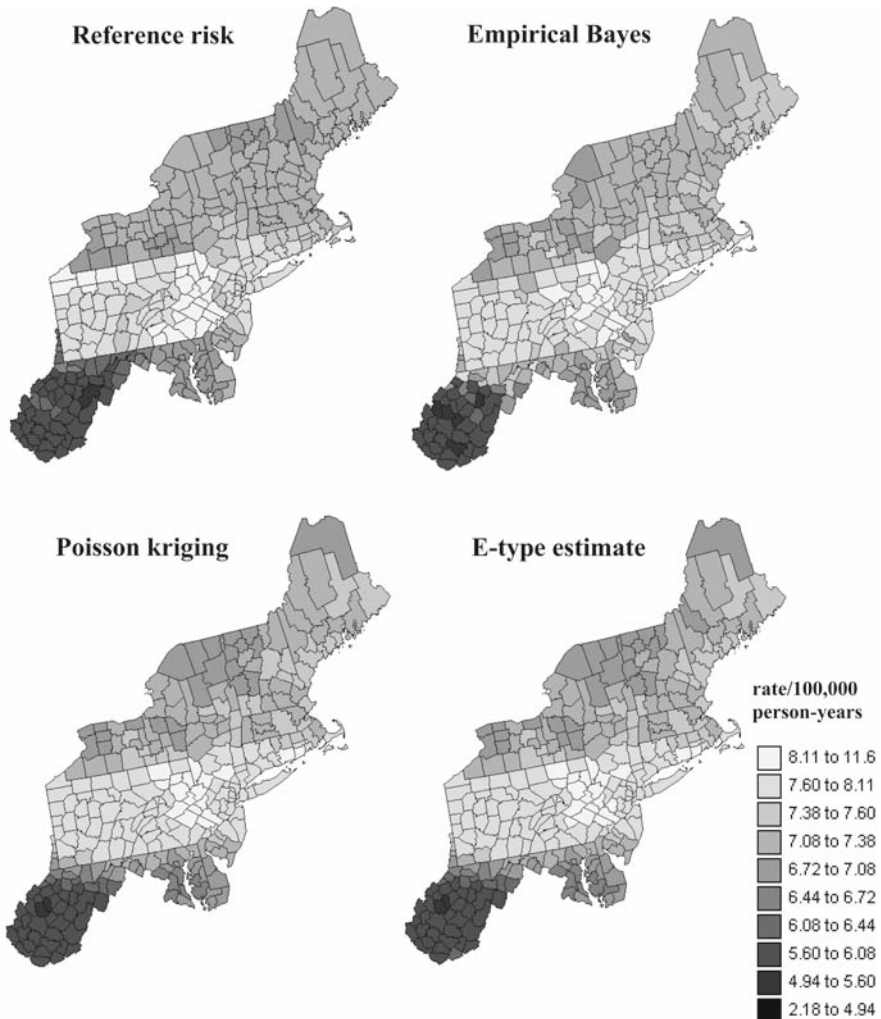 Reference risk
Empirical Bayes
Poisson kriging
E-type estimate
rate/100,000
person-years
8.11 to 11.6
7.60 to 8.11
7.38 to 7.60
7.08 to 7.38
6.72 to 7.08
6.44 to 6.72
6.08 to 6.44
5.60 to 6.08
4.94 to 5.60
2.18 to 4.94